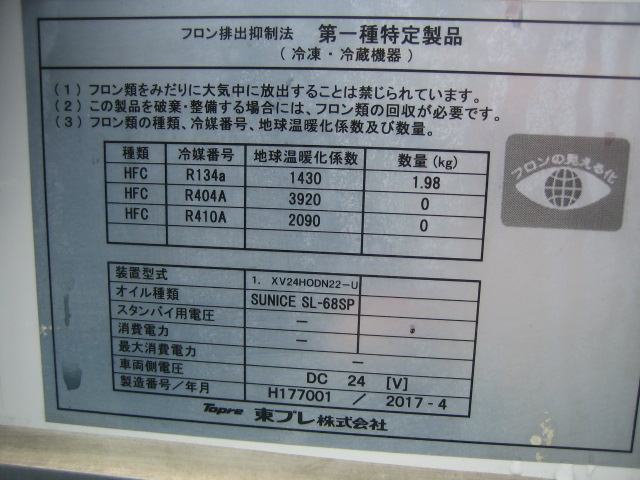 フロン排出抑制法 第一種特定製品
(冷凍・冷蔵機器)
(1) フロン類をみだりに大気中に放出することは禁じられています。
(2) この製品を破棄・整備する場合には、フロン類の回収が必要です。
(3) フロン類の種類、冷媒番号、地球温暖化係数及び数量。
フロンの見える化
種類 冷媒番号 地球温暖化係数 数量(kg)
HFC R134a 1430 1.98
HFC R404A 3920 0
HFC R410A 2090 0
装置型式 1. XV24HODN22-U
オイル種類 SUNICE SL-68SP
スタンバイ用電圧 —
消費電力 —
最大消費電力 —
車両側電圧 DC 24 [V]
製造番号/年月 H177001 / 2017-4
Topre 東プレ株式会社